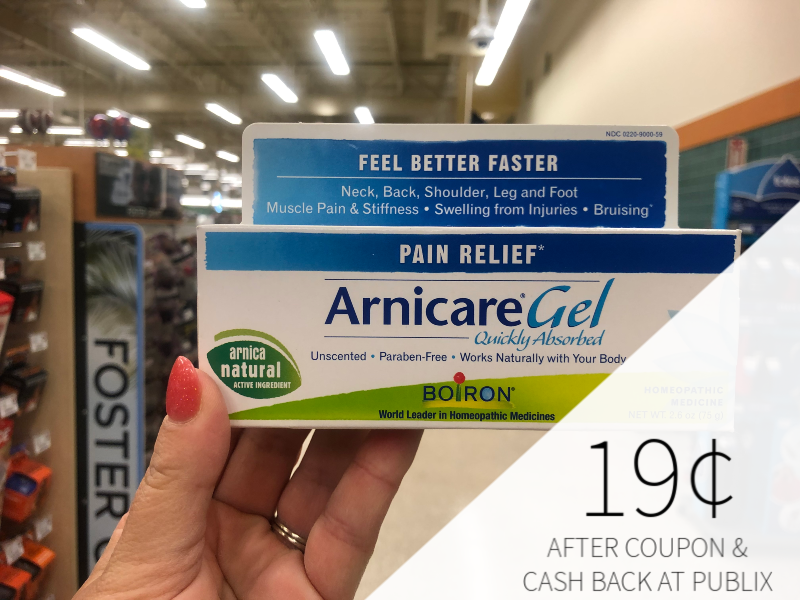 NDC 0220-9000-59
FEEL BETTER FASTER
Neck, Back, Shoulder, Leg and Foot
Muscle Pain & Stiffness • Swelling from Injuries • Bruising*
PAIN RELIEF*
Arnicare® Gel
Quickly Absorbed
Unscented • Paraben-Free • Works Naturally with Your Body
arnica
natural
ACTIVE INGREDIENT
BOIRON®
World Leader in Homeopathic Medicines
HOMEOPATHIC
MEDICINE
FOSTER
19¢
AFTER COUPON &
CASH BACK AT PUBLIX